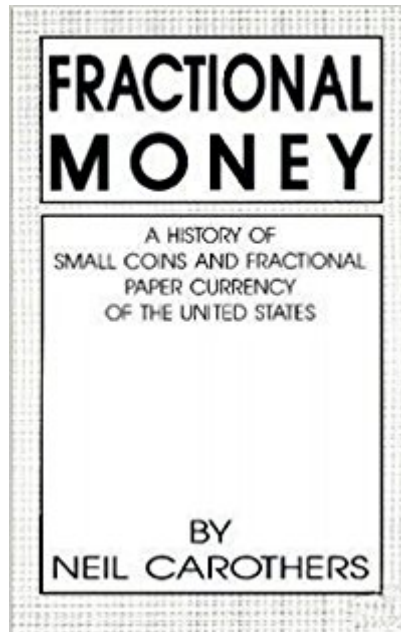 FRACTIONAL
MONEY
A HISTORY OF
SMALL COINS AND FRACTIONAL
PAPER CURRENCY
OF THE UNITED STATES
BY
NEIL CAROTHERS